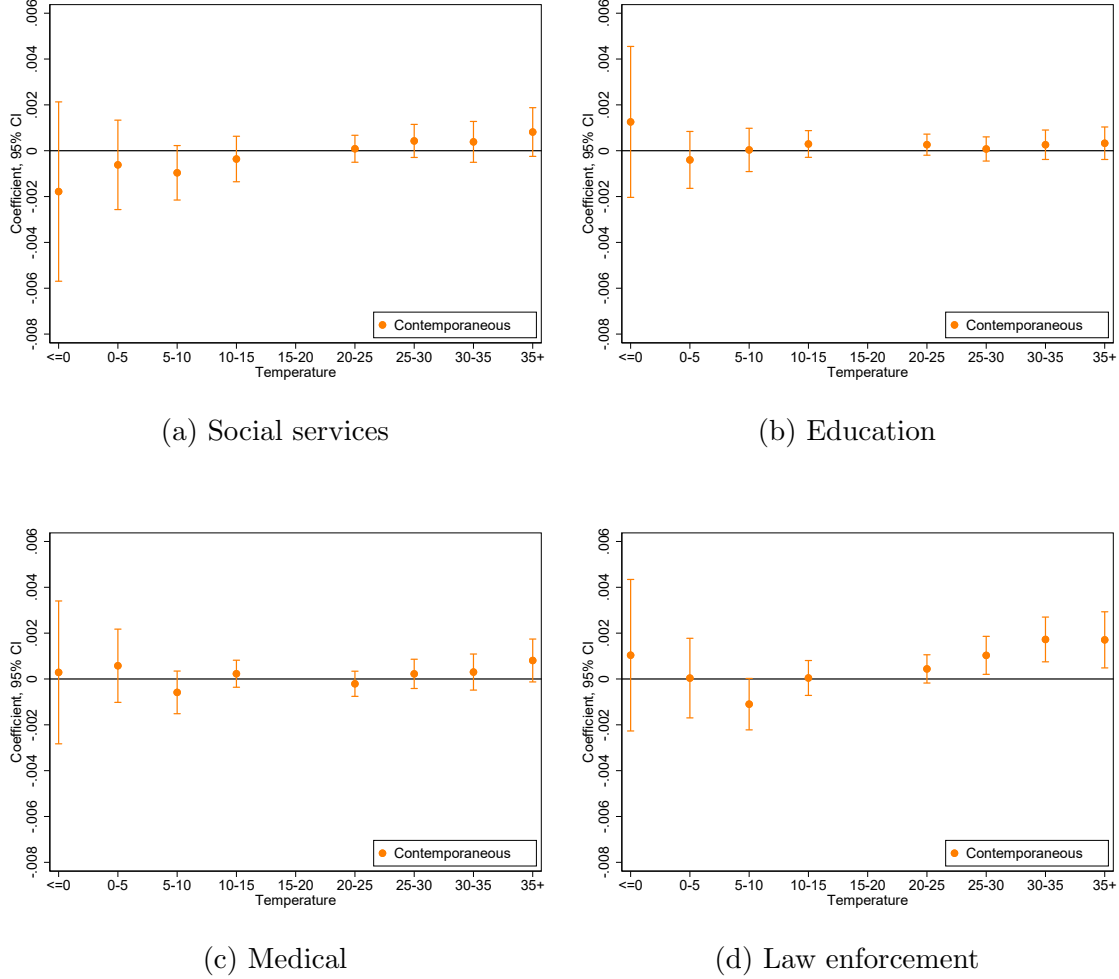 .006 .006
.004 .004
.002 .002
0 0
-.002 -.002
-.004 -.004
-.006 -.006
-.008 -.008
Coefficient, 95% CI Coefficient, 95% CI
Contemporaneous Contemporaneous
<=0 0-5 5-10 10-15 15-20 20-25 25-30 30-35 35+ <=0 0-5 5-10 10-15 15-20 20-25 25-30 30-35 35+
Temperature Temperature
(a) Social services (b) Education
.006 .006
.004 .004
.002 .002
0 0
-.002 -.002
-.004 -.004
-.006 -.006
-.008 -.008
Coefficient, 95% CI Coefficient, 95% CI
Contemporaneous Contemporaneous
<=0 0-5 5-10 10-15 15-20 20-25 25-30 30-35 35+ <=0 0-5 5-10 10-15 15-20 20-25 25-30 30-35 35+
Temperature Temperature
(c) Medical (d) Law enforcement